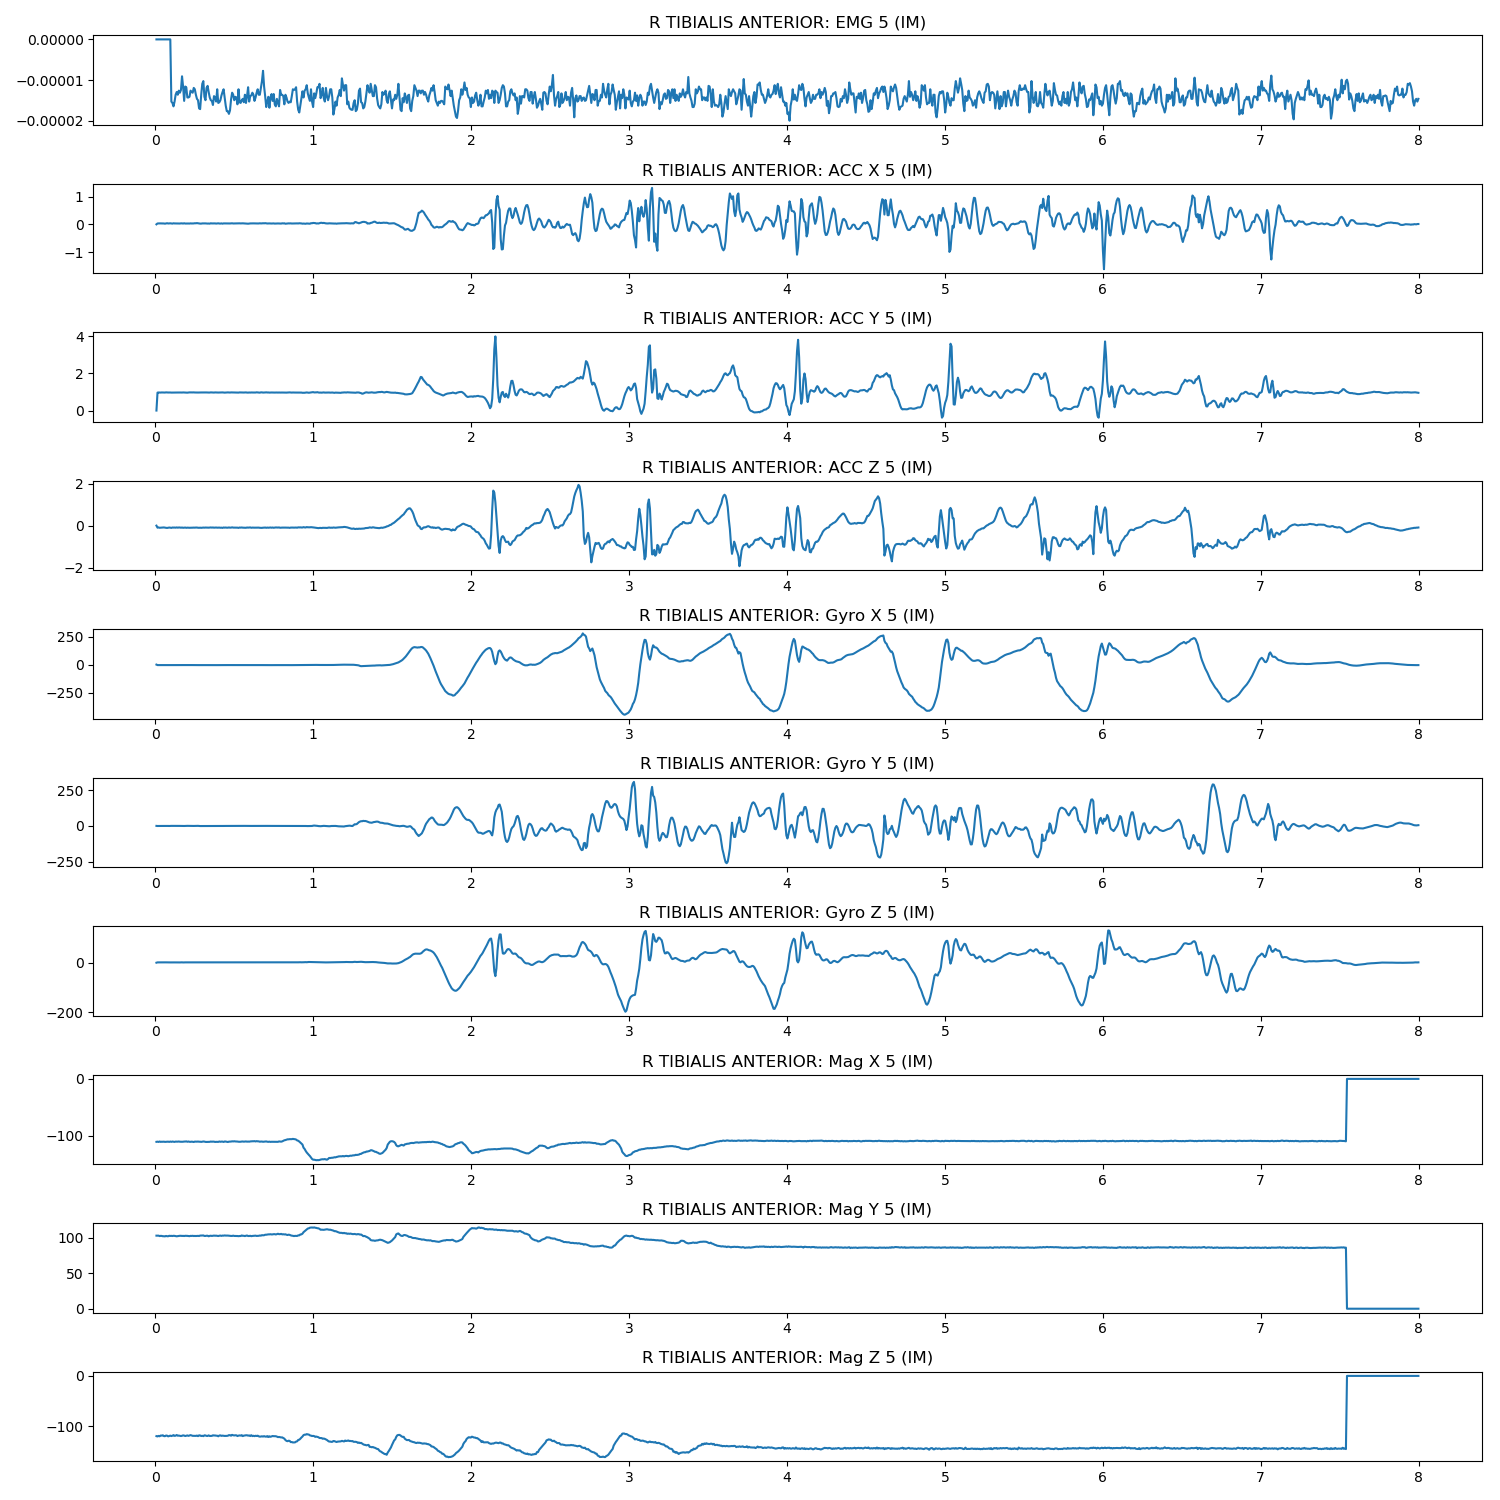 R TIBIALIS ANTERIOR: EMG 5 (IM)
0.00000
−0.00001
−0.00002
0 1 2 3 4 5 6 7 8
R TIBIALIS ANTERIOR: ACC X 5 (IM)
1
0
−1
0 1 2 3 4 5 6 7 8
R TIBIALIS ANTERIOR: ACC Y 5 (IM)
4
2
0
0 1 2 3 4 5 6 7 8
R TIBIALIS ANTERIOR: ACC Z 5 (IM)
2
0
−2
0 1 2 3 4 5 6 7 8
R TIBIALIS ANTERIOR: Gyro X 5 (IM)
250
0
−250
0 1 2 3 4 5 6 7 8
R TIBIALIS ANTERIOR: Gyro Y 5 (IM)
250
0
−250
0 1 2 3 4 5 6 7 8
R TIBIALIS ANTERIOR: Gyro Z 5 (IM)
0
−200
0 1 2 3 4 5 6 7 8
R TIBIALIS ANTERIOR: Mag X 5 (IM)
0
−100
0 1 2 3 4 5 6 7 8
R TIBIALIS ANTERIOR: Mag Y 5 (IM)
100
50
0
0 1 2 3 4 5 6 7 8
R TIBIALIS ANTERIOR: Mag Z 5 (IM)
0
−100
0 1 2 3 4 5 6 7 8